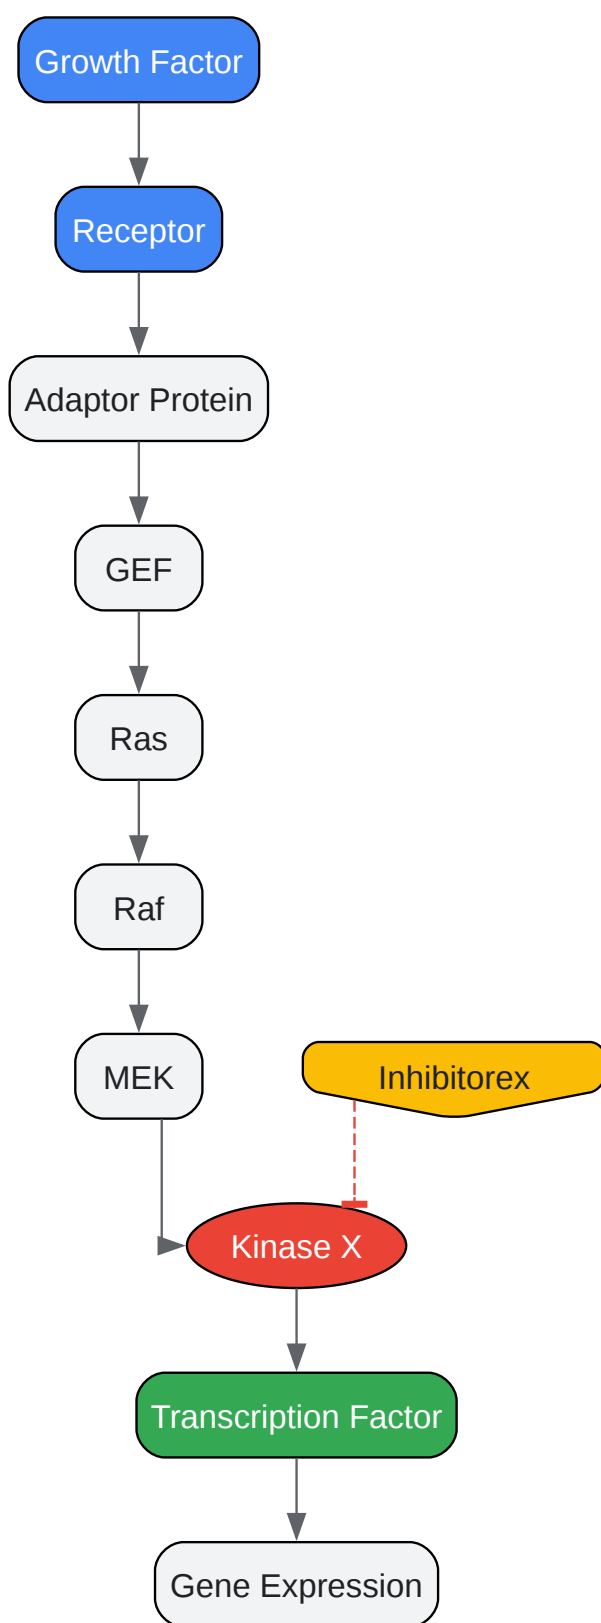 Growth Factor
Receptor
Adaptor Protein
GEF
Ras
Raf
MEK
Inhibitorex
Kinase X
Transcription Factor
Gene Expression